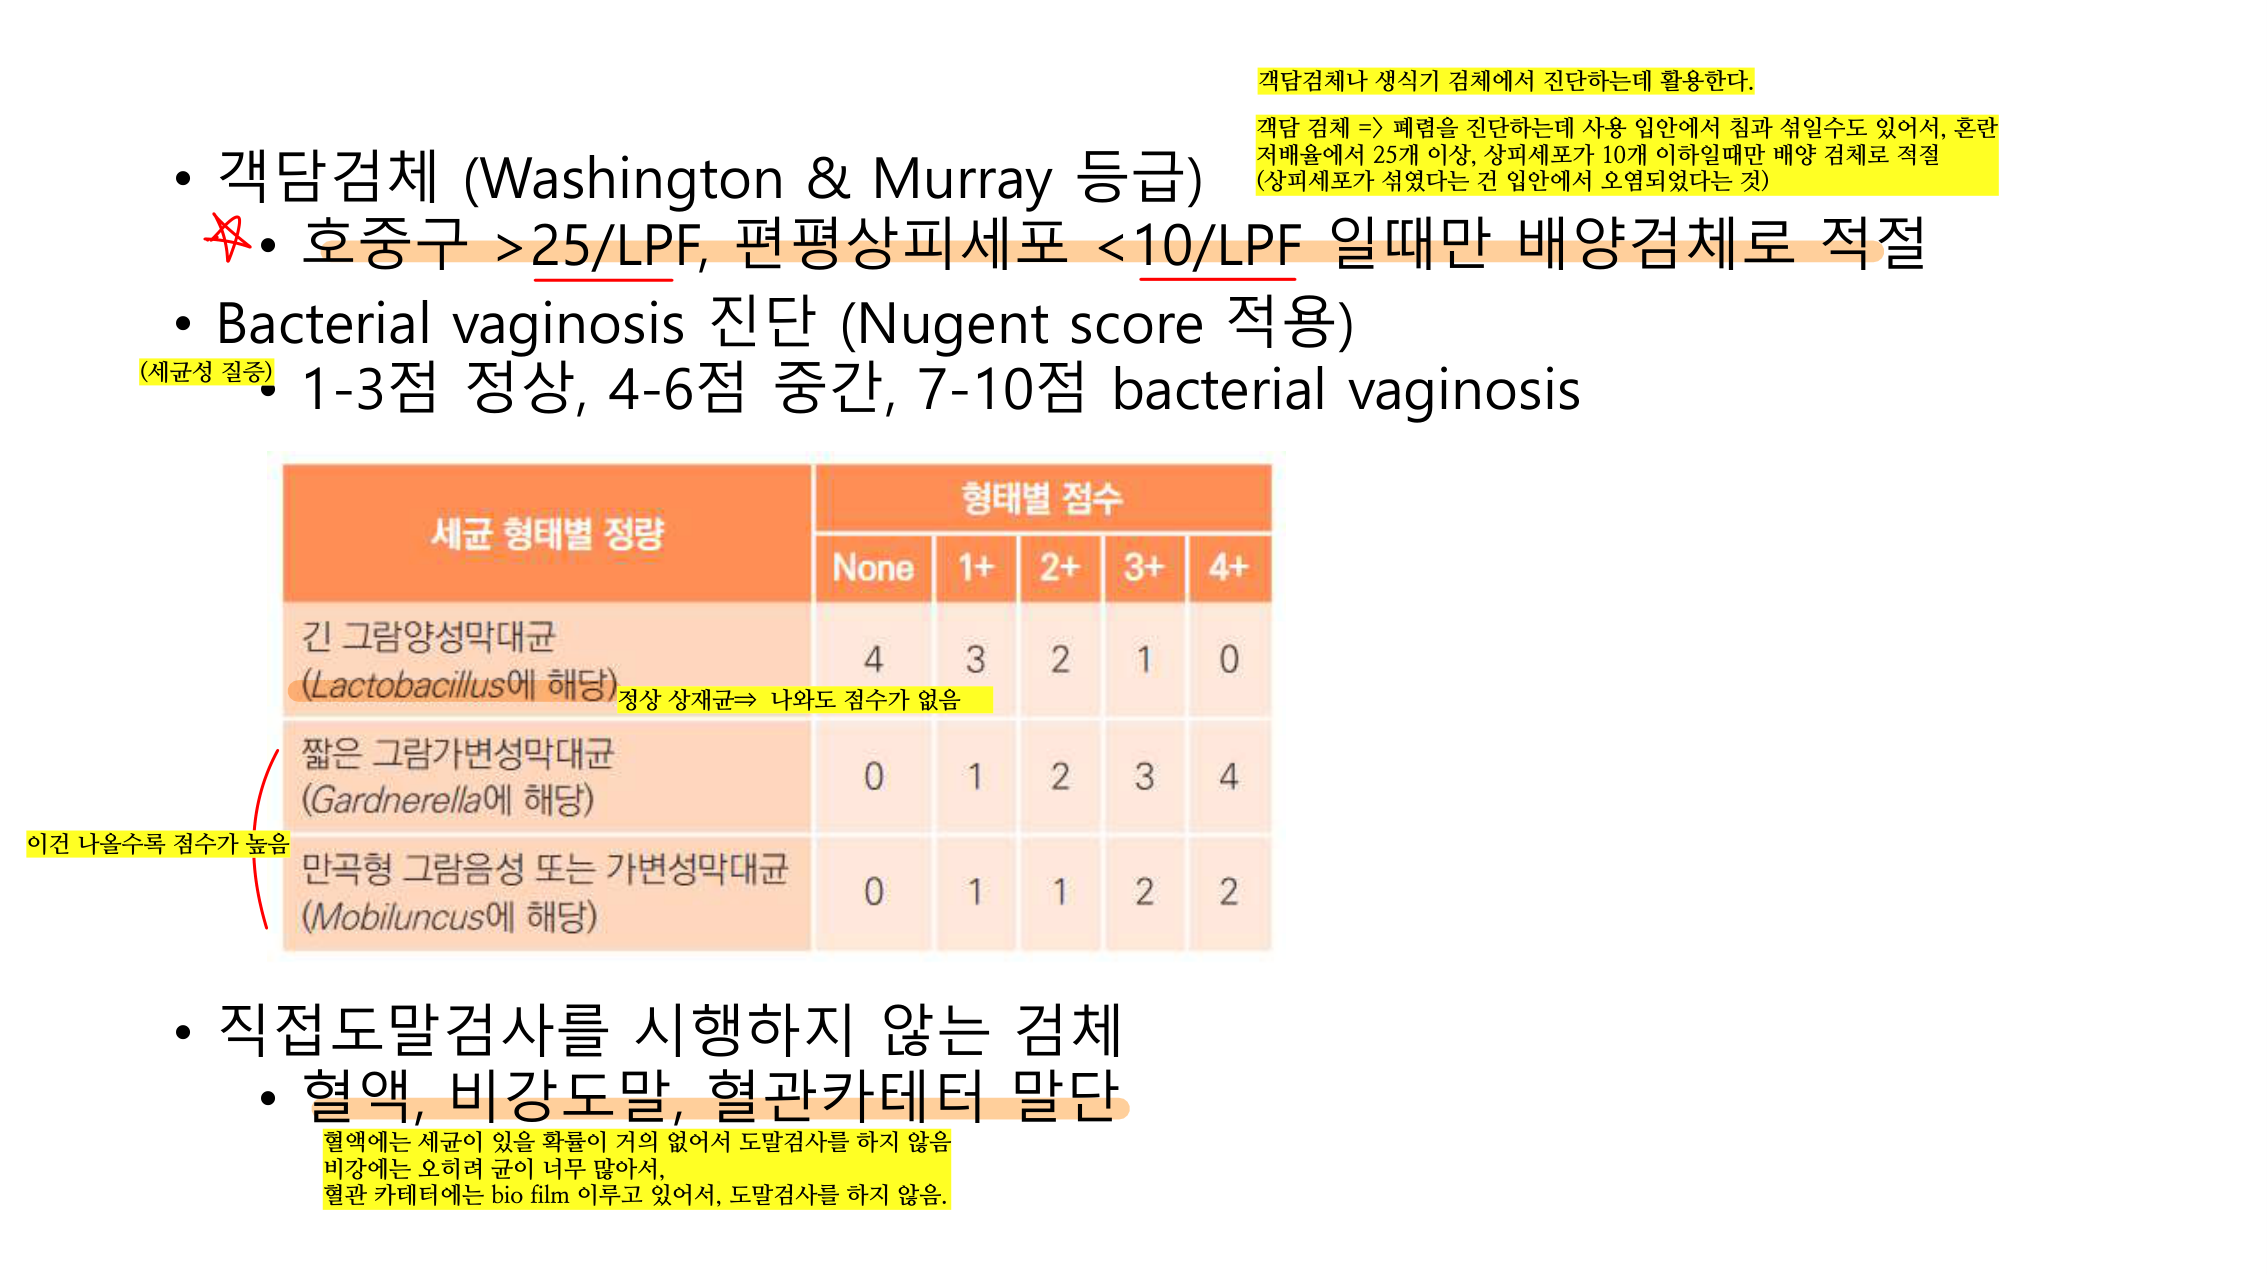 객담검체나 생식기 검체에서 진단하는데 활용한다.
객담 검체 => 폐렴을 진단하는데 사용 입안에서 침과 섞일수도 있어서, 혼란
저배율에서 25개 이상, 상피세포가 10개 이하일때만 배양 검체로 적절
(상피세포가 섞였다는 건 입안에서 오염되었다는 것)
• 객담검체 (Washington & Murray 등급)
• 호중구 >25/LPF, 편평상피세포 <10/LPF 일때만 배양검체로 적절
• Bacterial vaginosis 진단 (Nugent score 적용)
(세균성 질증)
• 1-3점 정상, 4-6점 중간, 7-10점 bacterial vaginosis
세균 형태별 정량
형태별 점수
None 1+ 2+ 3+ 4+
긴 그람양성막대균
(Lactobacillus에 해당)
4 3 2 1 0
정상 상재균⇒ 나와도 점수가 없음
짧은 그람가변성막대균
(Gardnerella에 해당)
0 1 2 3 4
이건 나올수록 점수가 높음
만곡형 그람음성 또는 가변성막대균
(Mobiluncus에 해당)
0 1 1 2 2
• 직접도말검사를 시행하지 않는 검체
• 혈액, 비강도말, 혈관카테터 말단
혈액에는 세균이 있을 확률이 거의 없어서 도말검사를 하지 않음
비강에는 오히려 균이 너무 많아서,
혈관 카테터에는 bio film 이루고 있어서, 도말검사를 하지 않음.